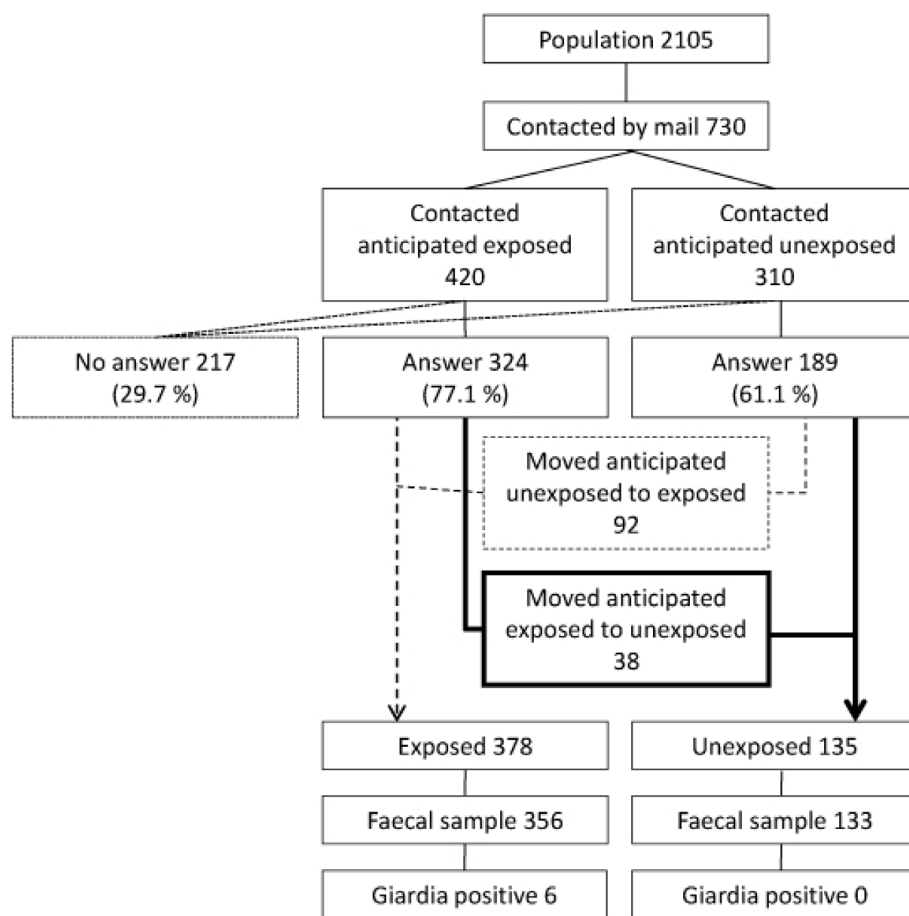 Population 2105
Contacted by mail 730
Contacted
anticipated exposed
420
Contacted
anticipated unexposed
310
No answer 217
(29.7 %)
Answer 324
(77.1 %)
Answer 189
(61.1 %)
Moved anticipated
unexposed to exposed
92
Moved anticipated
exposed to unexposed
38
Exposed 378
Unexposed 135
Faecal sample 356
Faecal sample 133
Giardia positive 6
Giardia positive 0